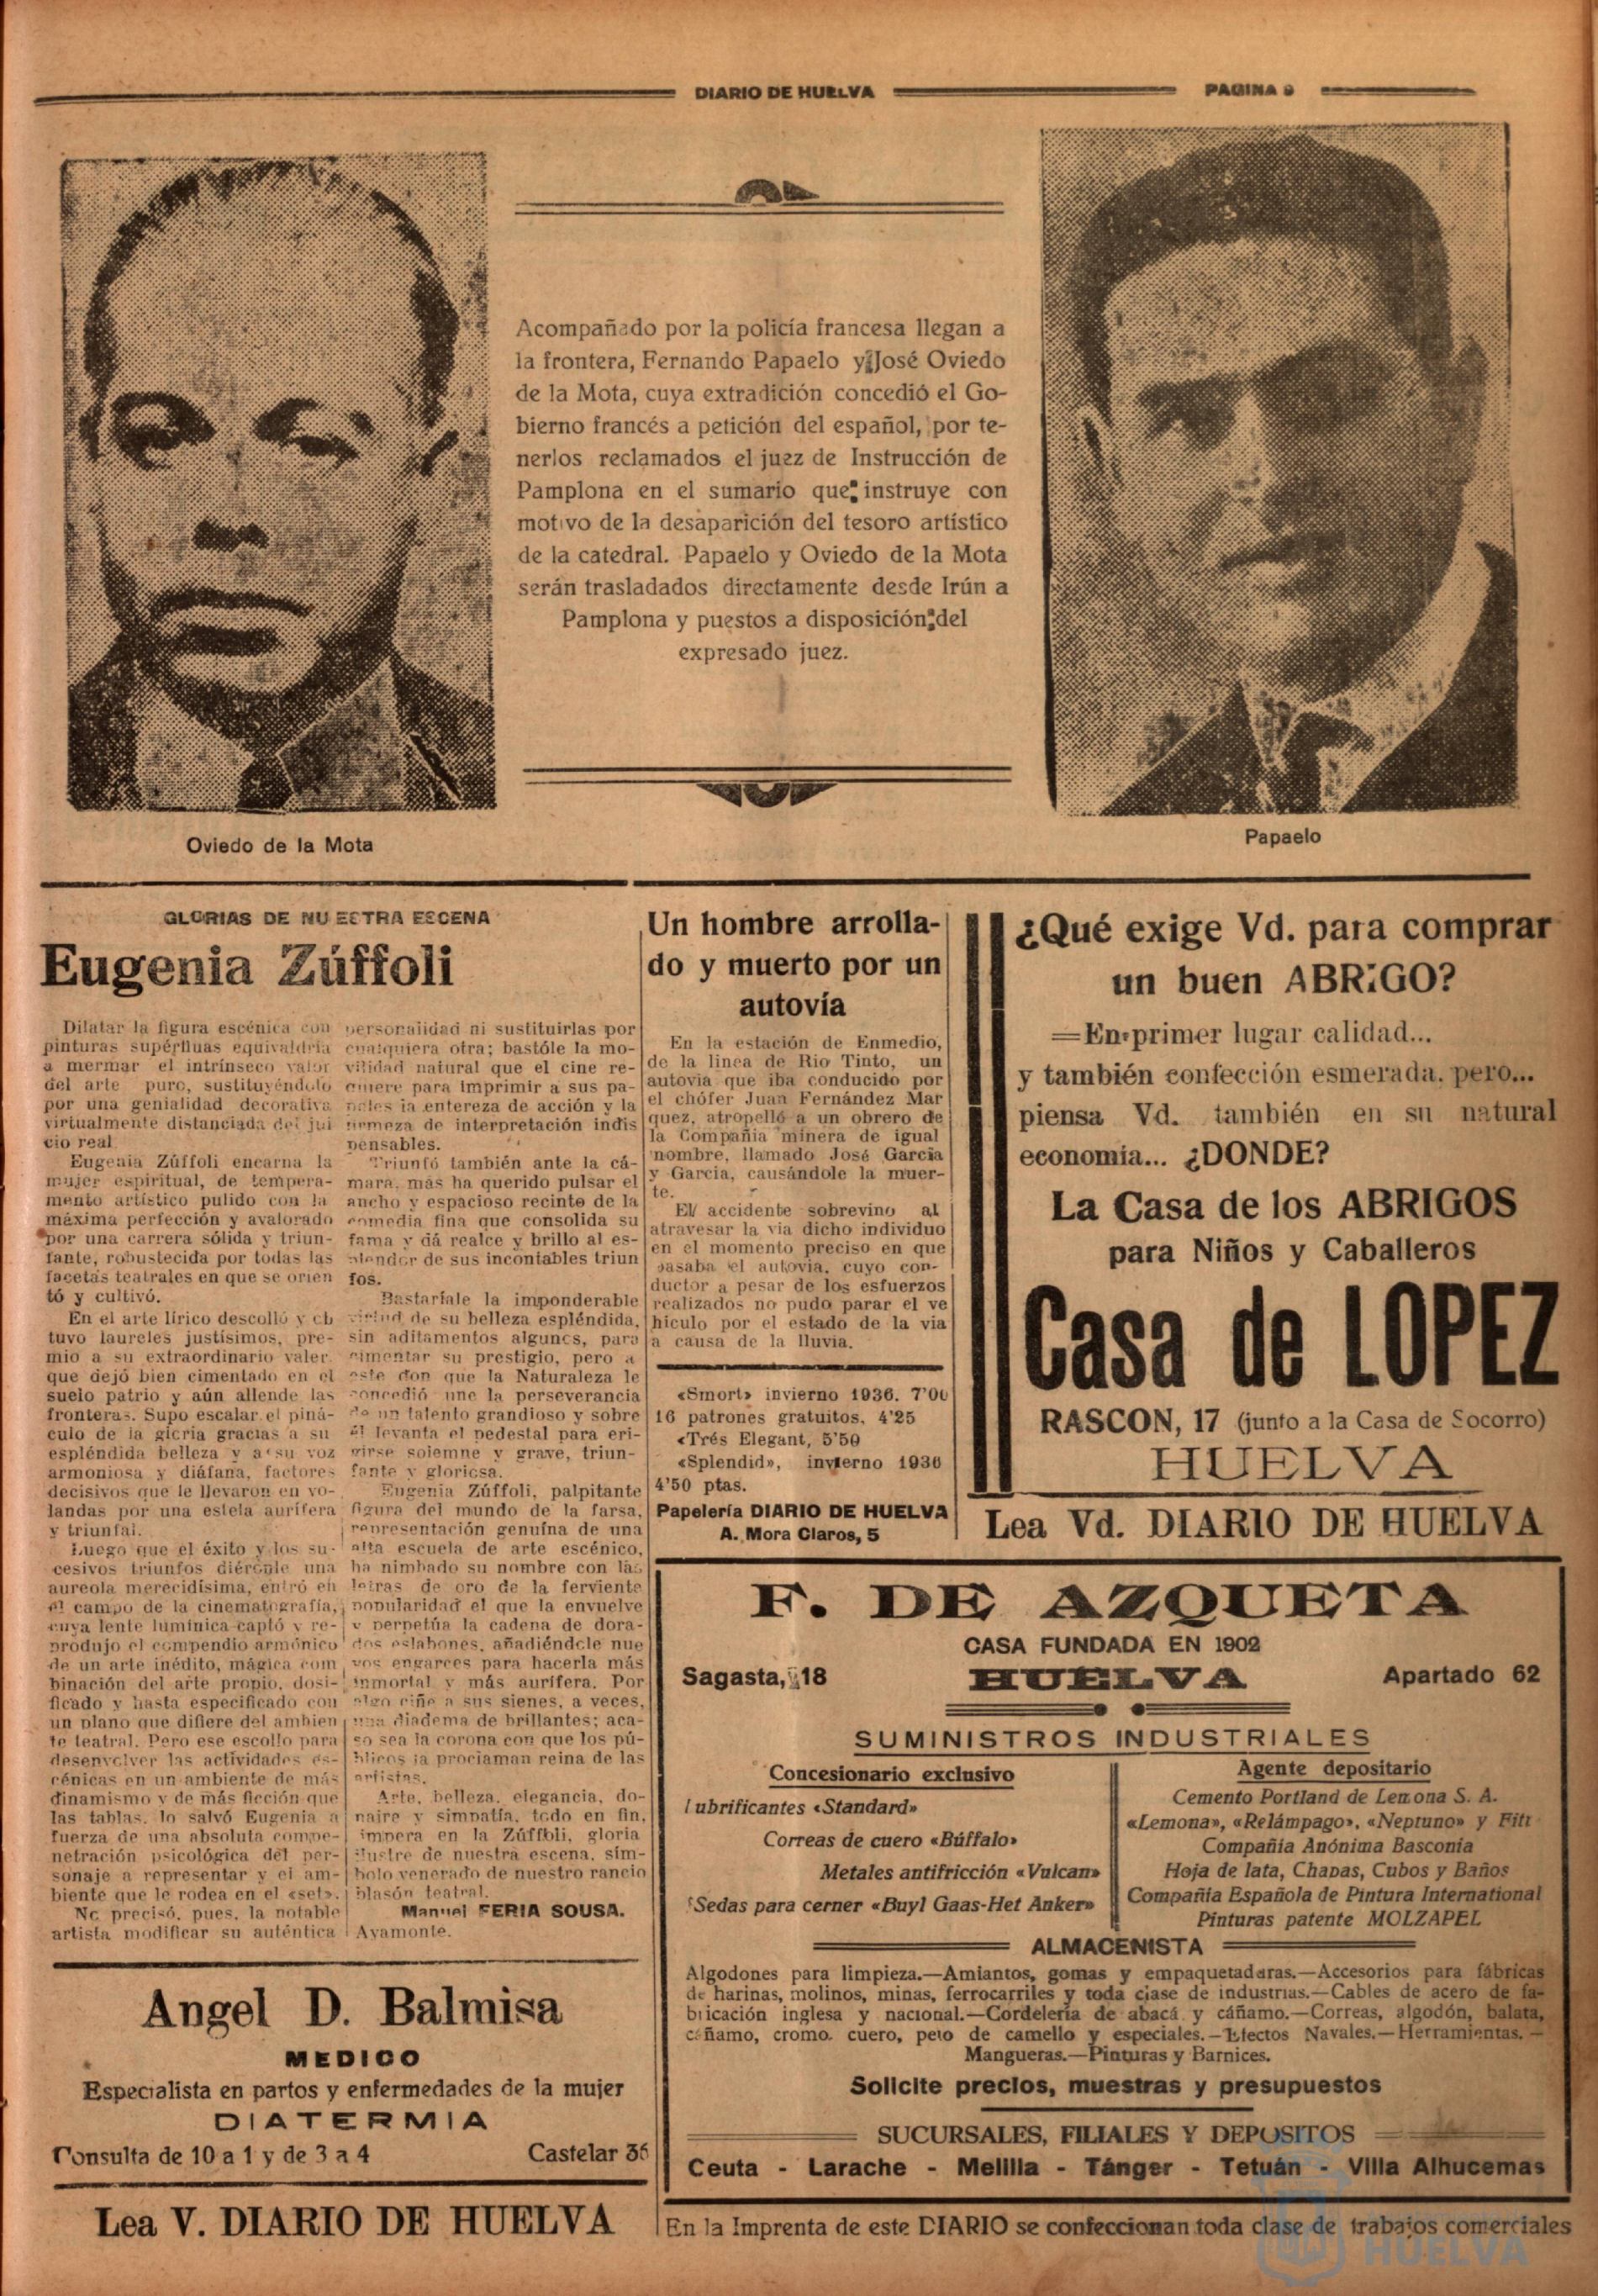 DIARIO DE HUELVA
PAGINA 9
Acompañado por la policía francesa llegan a
la frontera, Fernando Papaelo y José Oviedo
de la Mota, cuya extradición concedió el Go-
bierno francés a petición del español, por te-
nerlos reclamados el juez de Instrucción de
Pamplona en el sumario que instruye con
motivo de la desaparición del tesoro artístico
de la catedral. Papaelo y Oviedo de la Mota
serán trasladados directamente desde Irún a
Pamplona y puestos a disposición del
expresado juez.
Oviedo de la Mota
Papaelo
GLORIAS DE NUESTRA ESCENA
Eugenia Zúffoli
Dilatar la figura escénica con
pinturas supérfluas equivaldría
a mermar el intrínseco valor
del arte puro, sustituyéndolo
por una genialidad decorativa
virtualmente distanciada del jui
cio real
Eugenia Zúffoli encarna la
mujer espiritual, de tempera-
mento artístico pulido con la
máxima perfección y avalorado
por una carrera sólida y triun-
fante, robustecida por todas las
facetas teatrales en que se orien
tó y cultivó.
En el arte lírico descolló y ob
tuvo laureles justísimos, pre-
mio a su extraordinario valer
que dejó bien cimentado en el
suelo patrio y aún allende las
fronteras. Supo escalar el piná-
culo de la gloria gracias a su
espléndida belleza y a su voz
armoniosa y diáfana, factores
decisivos que le llevaron en vo-
landas por una estela aurífera
y triunfal.
Luego que el éxito y los su-
cesivos triunfos diéronle una
aureola merecidísima, entró en
el campo de la cinematografía,
cuya lente lumínica captó y re-
produjo el compendio armónico
de un arte inédito, mágica com
binación del arte propio, dosi-
ficado y hasta especificado con
un plano que difiere del ambien
te teatral. Pero ese escollo para
desenvolver las actividades es-
cénicas en un ambiente de más
dinamismo y de más ficción que
las tablas, lo salvó Eugenia a
fuerza de una absoluta compe-
netración psicológica del per-
sonaje a representar y el am-
biente que le rodea en el «set».
No precisó, pues, la notable
artista modificar su auténtica
personalidad ni sustituirlas por
cualquiera otra; bastóle la mo-
vilidad natural que el cine re-
quiere para imprimir a sus pa-
peles la entereza de acción y la
firmeza de interpretación indis
pensables.
Triunfó también ante la cá-
mara, más ha querido pulsar el
ancho y espacioso recinto de la
comedia fina que consolida su
fama y dá realce y brillo al es-
plendor de sus incontables triun
fos.
Bastaríale la imponderable
virtud de su belleza espléndida,
sin aditamentos algunos, para
cimentar su prestigio, pero a
este don que la Naturaleza le
concedió une la perseverancia
de un talento grandioso y sobre
él levanta el pedestal para eri-
girse solemne y grave, triun-
fante y gloriosa.
Eugenia Zúffoli, palpitante
figura del mundo de la farsa,
representación genuína de una
alta escuela de arte escénico,
ha nimbado su nombre con las
letras de oro de la ferviente
popularidad el que la envuelve
y perpetúa la cadena de dora-
dos eslabones, añadiéndole nue
vos engarces para hacerla más
inmortal y más aurífera. Por
algo ciñe a sus sienes, a veces,
una diadema de brillantes; aca-
so sea la corona con que los pú-
blicos la proclaman reina de las
artistas.
Arte, belleza, elegancia, do-
naire y simpatía, todo en fin,
impera en la Zúffoli, gloria
ilustre de nuestra escena, sím-
bolo venerado de nuestro rancio
blasón teatral.
Manuel FERIA SOUSA.
Ayamonte.
Un hombre arrolla-
do y muerto por un
autovía
En la estación de Enmedio,
de la línea de Rio Tinto, un
autovía que iba conducido por
el chófer Juan Fernández Mar
quez, atropelló a un obrero de
la Compañía minera de igual
nombre, llamado José García
y García, causándole la muer-
te.
El accidente sobrevino al
atravesar la vía dicho individuo
en el momento preciso en que
pasaba el autovía, cuyo con-
ductor a pesar de los esfuerzos
realizados no pudo parar el ve
hículo por el estado de la vía
a causa de la lluvia.
«Smort» invierno 1936. 7'00
16 patrones gratuitos, 4'25
«Trés Elegant, 5'50
«Splendid», invierno 1936
4'50 ptas.
Papelería DIARIO DE HUELVA
A. Mora Claros, 5
¿Qué exige Vd. para comprar
un buen ABRIGO?
=En primer lugar calidad...
y también confección esmerada, pero...
piensa Vd. también en su natural
economía... ¿DONDE?
La Casa de los ABRIGOS
para Niños y Caballeros
Casa de LOPEZ
RASCON, 17 (junto a la Casa de Socorro)
HUELVA
Lea Vd. DIARIO DE HUELVA
F. DE AZQUETA
CASA FUNDADA EN 1902
Sagasta, 18
HUELVA
Apartado 62
SUMINISTROS INDUSTRIALES
Concesionario exclusivo
Lubrificantes «Standard»
Correas de cuero «Búffalo»
Metales antifricción «Vulcan»
Sedas para cerner «Buyl Gaas-Het Anker»
Agente depositario
Cemento Portland de Lemona S. A.
«Lemona», «Relámpago», «Neptuno» y
Compañía Anónima Basconia
Hoja de lata, Chapas, Cubos y Baños
Compañía Española de Pintura International
Pinturas patente MOLZAPEL
ALMACENISTA
Algodones para limpieza.—Amiantos, gomas y empaquetadaras.—Accesorios para fábricas
de harinas, molinos, minas, ferrocarriles y toda clase de industrias.—Cables de acero de fa-
bricación inglesa y nacional.—Cordelería de abacá y cáñamo.—Correas, algodón, balata,
cáñamo, cromo, cuero, pelo de camello y especiales.—Efectos Navales.—Herramientas.—
Mangueras.—Pinturas y Barnices.
Solicite precios, muestras y presupuestos
SUCURSALES, FILIALES Y DEPOSITOS
Ceuta - Larache - Melilla - Tánger - Tetuán - Villa Alhucemas
Angel D. Balmisa
MEDICO
Especialista en partos y enfermedades de la mujer
DIATERMIA
Consulta de 10 a 1 y de 3 a 4
Castelar 36
Lea V. DIARIO DE HUELVA
En la Imprenta de este DIARIO se confeccionan toda clase de trabajos comerciales
HUELVA